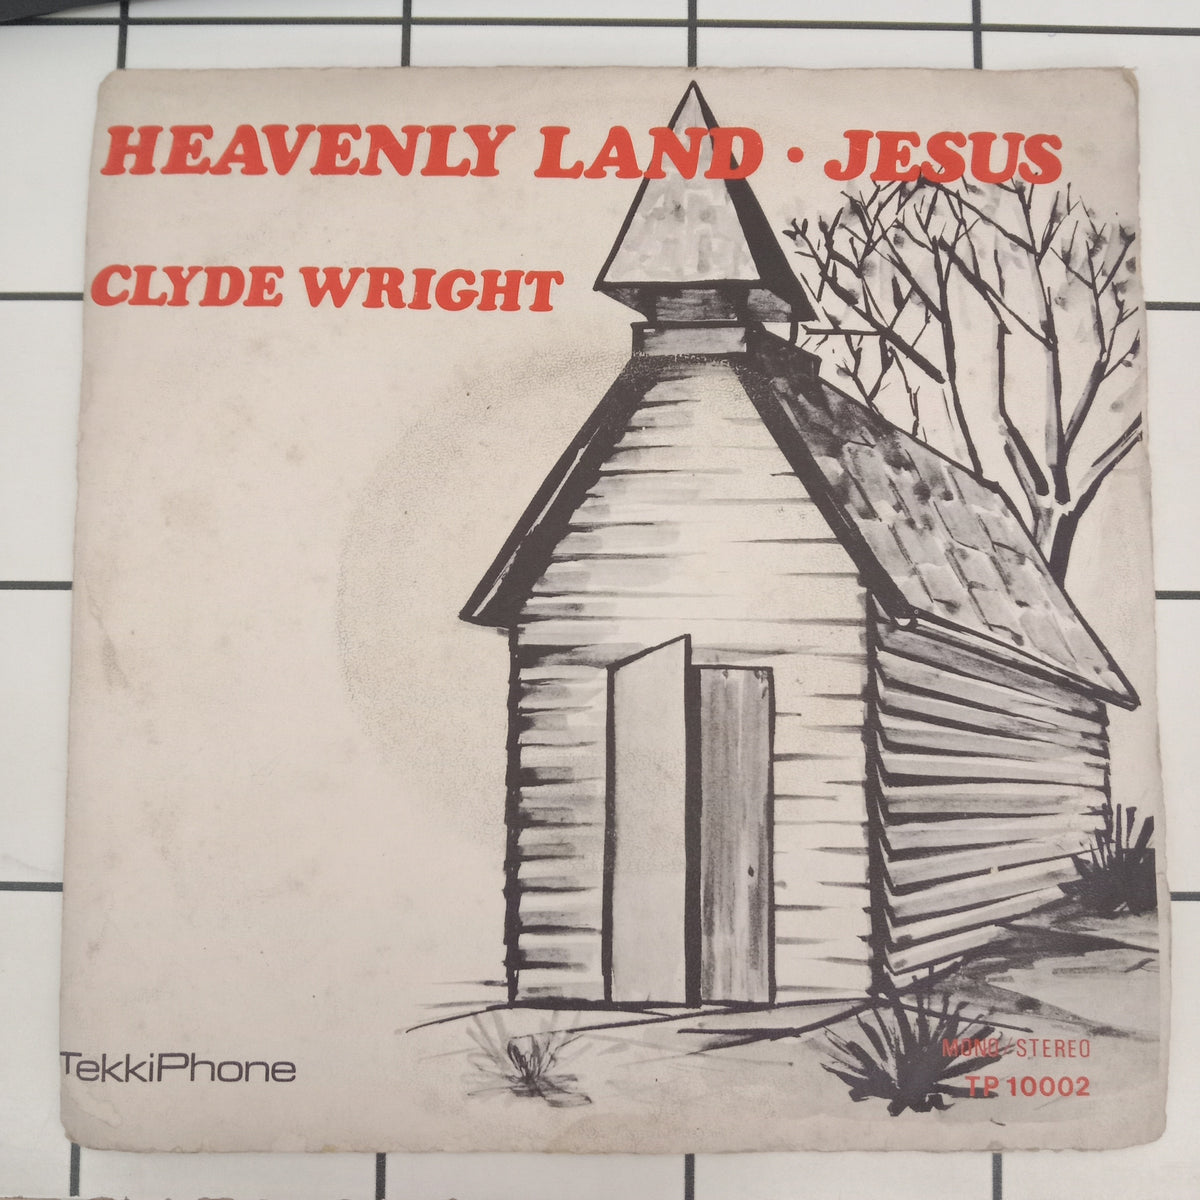 HEAVENLY LAND • JESUS
CLYDE WRIGHT
TekkiPhone
MONO/STEREO
TP 10002